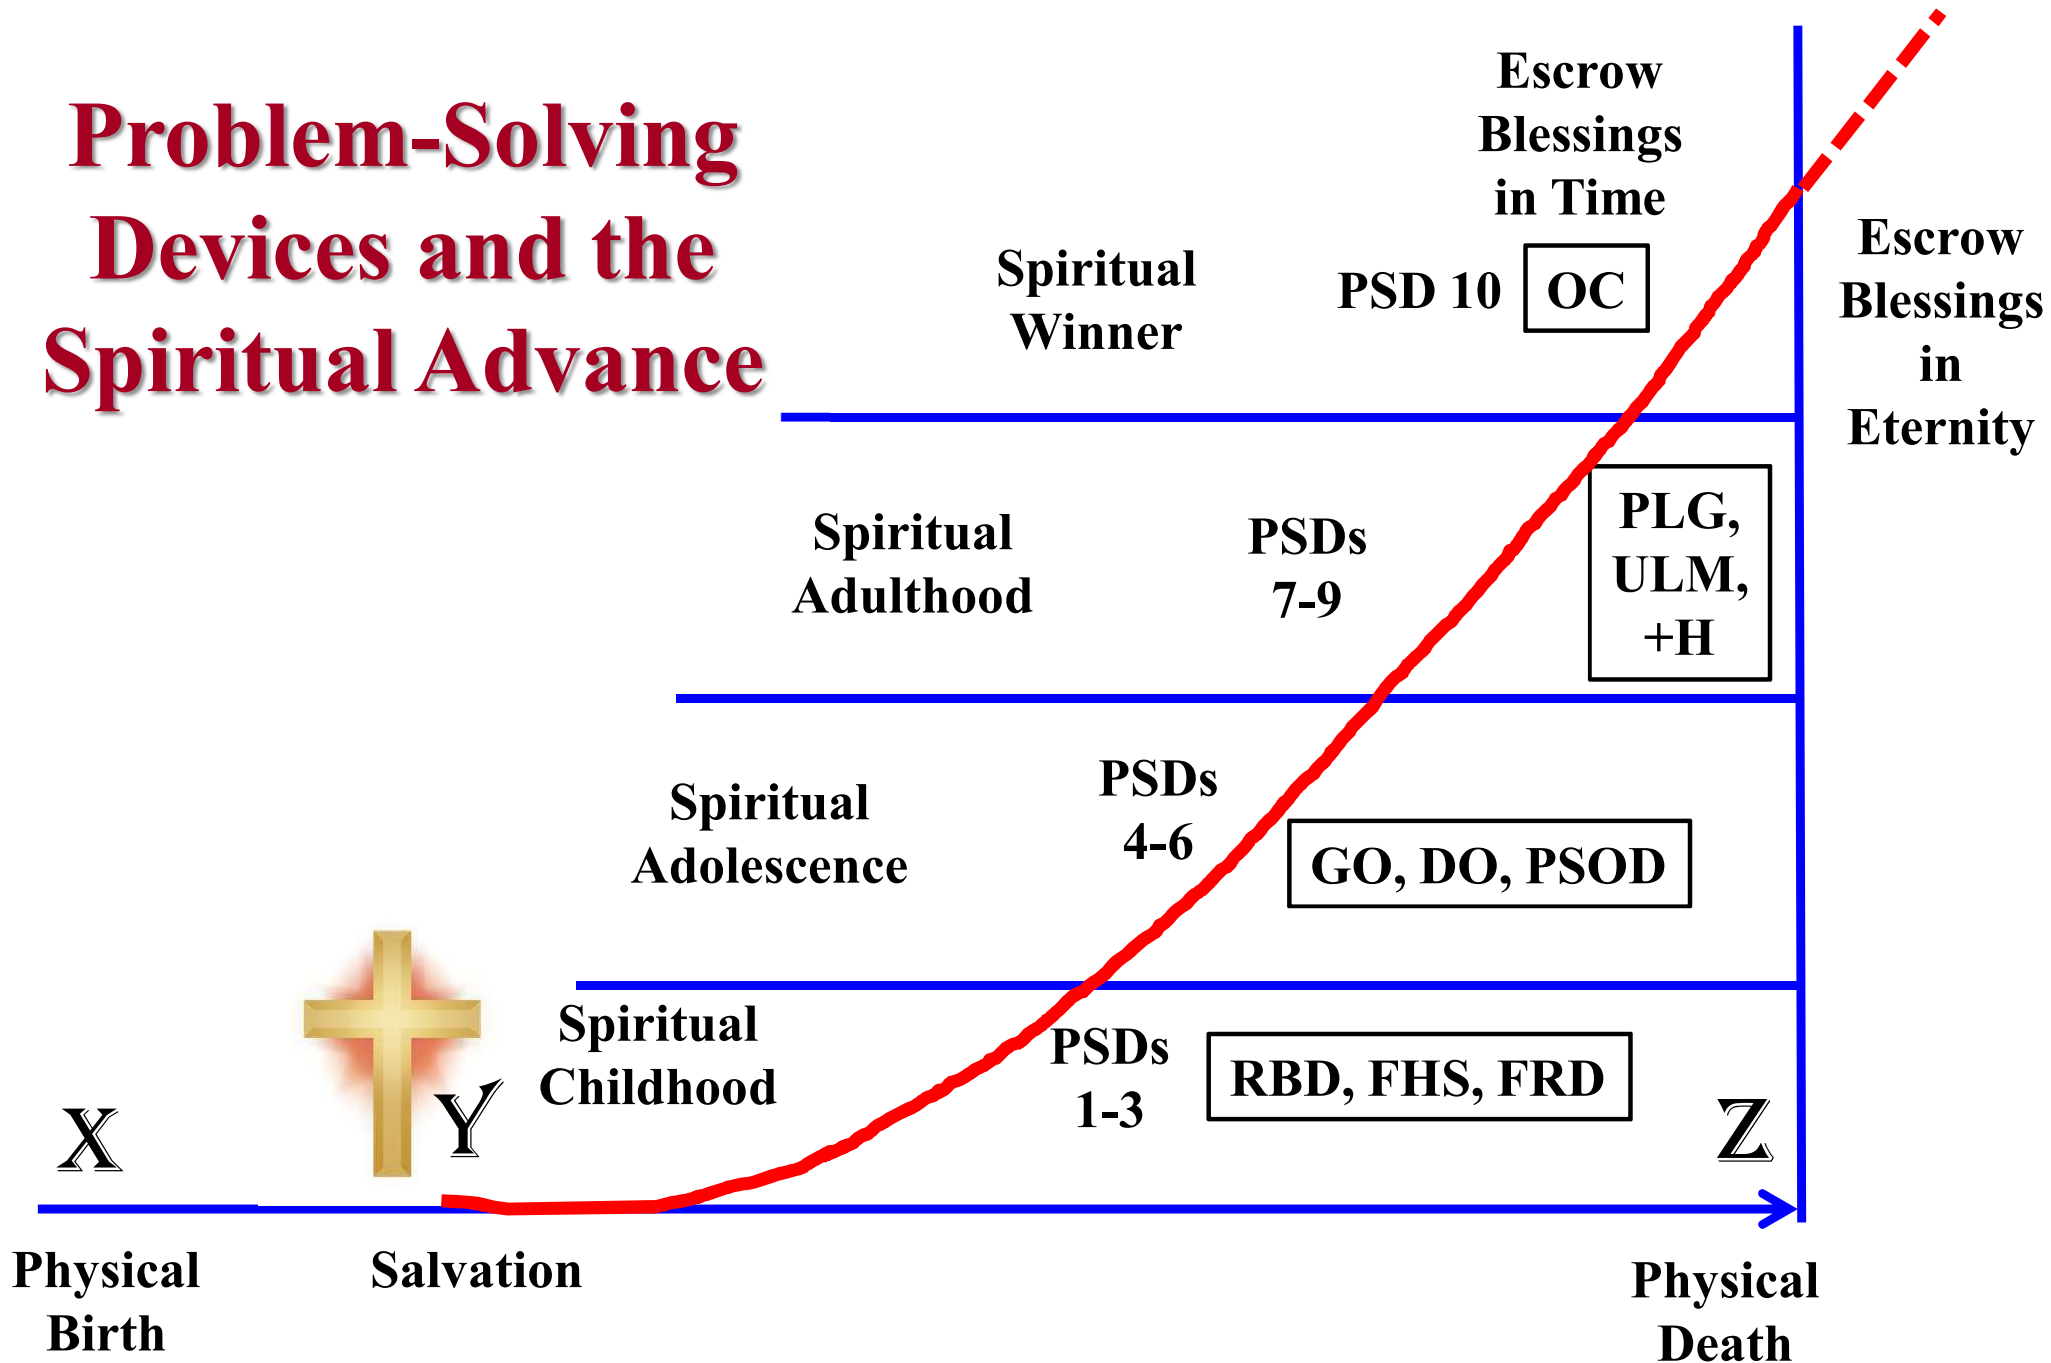 Problem-Solving
Devices and the
Spiritual Advance
Escrow
Blessings
in Time
Spiritual
Winner
PSD 10
OC
Escrow
Blessings
in
Eternity
Spiritual
Adulthood
PSDs
7-9
PLG,
ULM,
+H
Spiritual
Adolescence
PSDs
4-6
GO, DO, PSOD
Spiritual
Childhood
PSDs
1-3
RBD, FHS, FRD
X
Y
Z
Physical
Birth
Salvation
Physical
Death